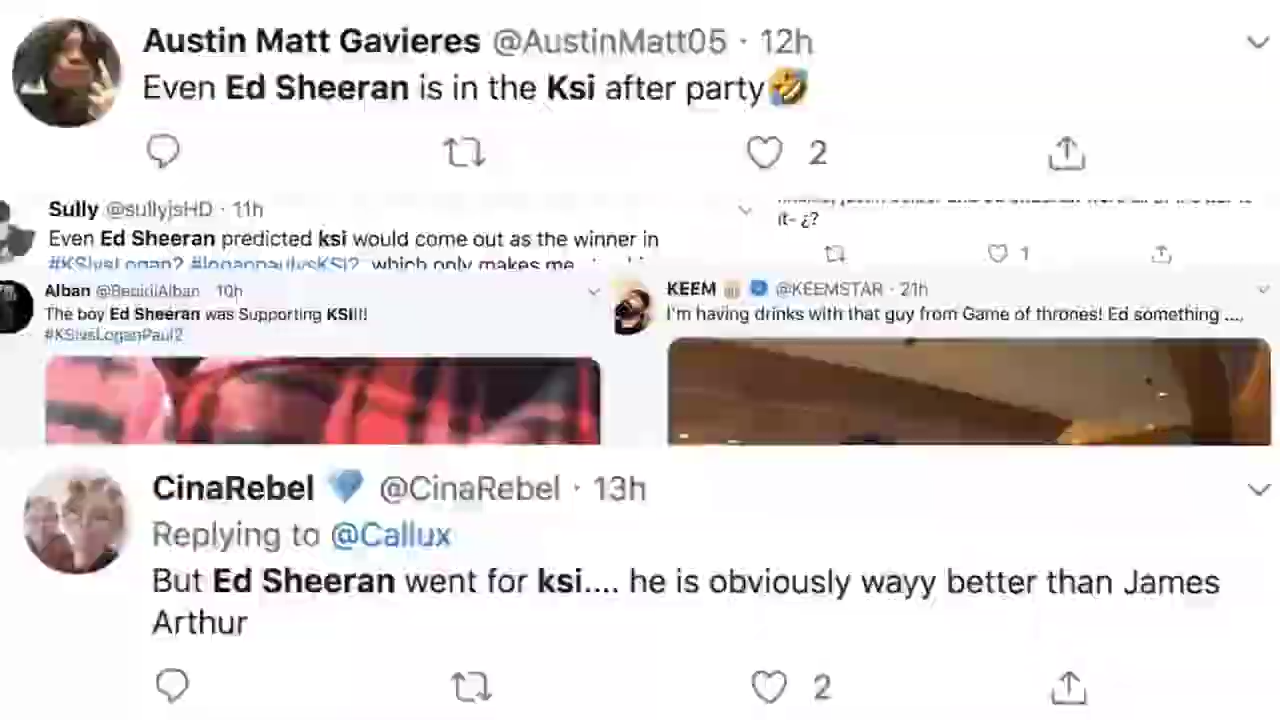 Austin Matt Gavieres @AustinMatt05 · 12h
Even Ed Sheeran is in the Ksi after party🤣
2
Sully @sullyjsHD · 11h
Even Ed Sheeran predicted ksi would come out as the winner in
#KSIvsLogan2 #loganpaulvsKSI2 which only makes me
it- ¿?
1
Alban · 10h
The boy Ed Sheeran was Supporting KSI!!!
#KSIvsLoganPaul2
KEEM @KEEMSTAR · 21h
I'm having drinks with that guy from Game of thrones! Ed something ....
CinaRebel 💎 @CinaRebel · 13h
Replying to @Callux
But Ed Sheeran went for ksi.... he is obviously wayy better than James
Arthur
2